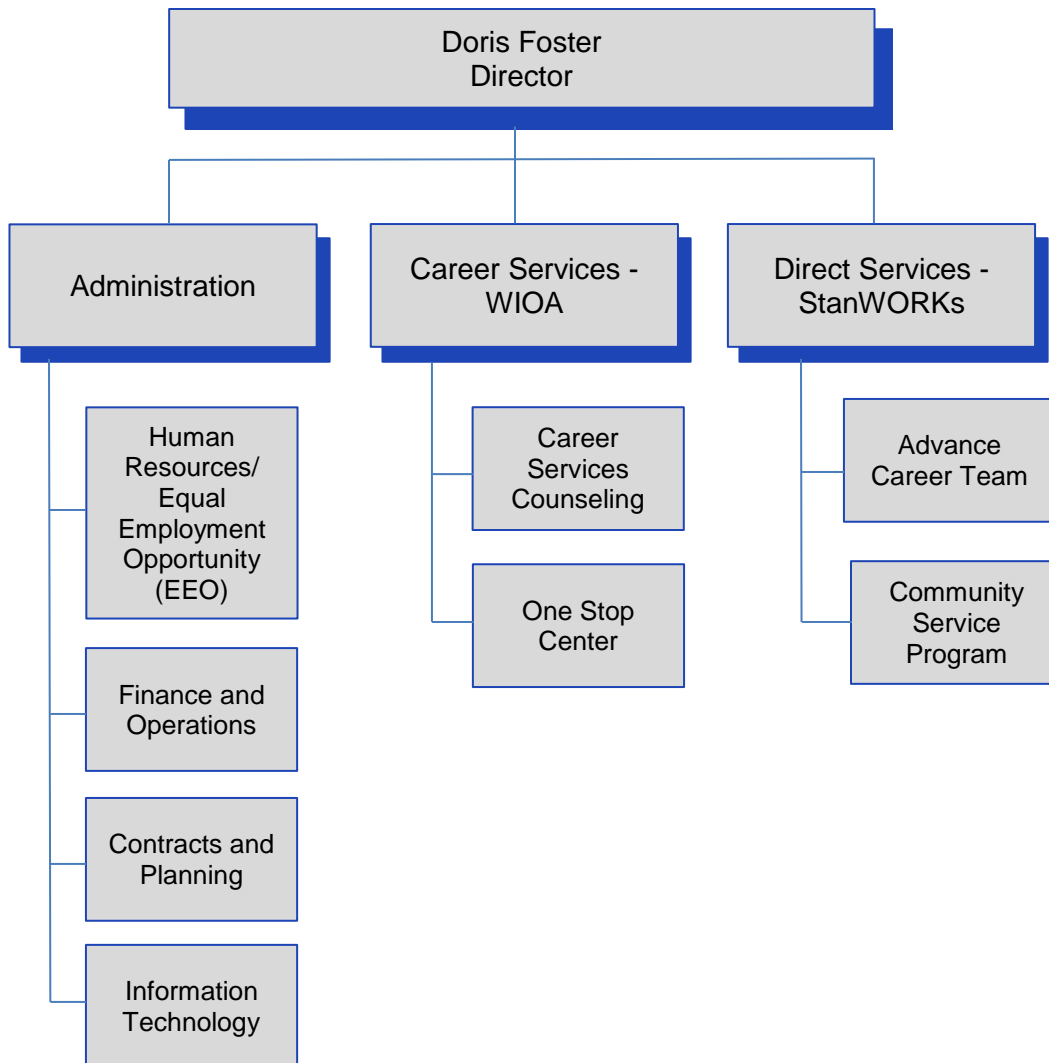 Doris Foster
Director
Administration
Career Services -
WIOA
Direct Services -
StanWORKs
Human
Resources/
Equal
Employment
Opportunity
(EEO)
Finance and
Operations
Contracts and
Planning
Information
Technology
Career
Services
Counseling
One Stop
Center
Advance
Career Team
Community
Service
Program